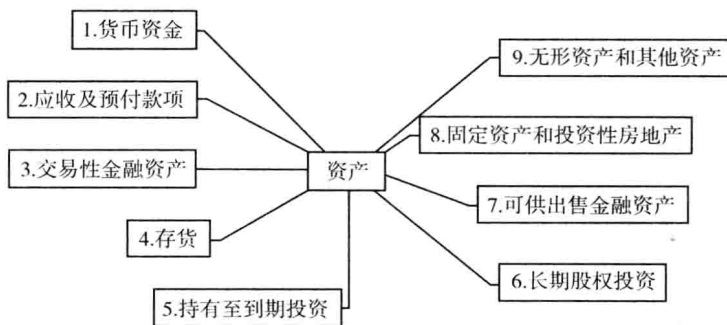 1.货币资金
2.应收及预付款项
3.交易性金融资产
4.存货
5.持有至到期投资
资产
9.无形资产和其他资产
8.固定资产和投资性房地产
7.可供出售金融资产
6.长期股权投资